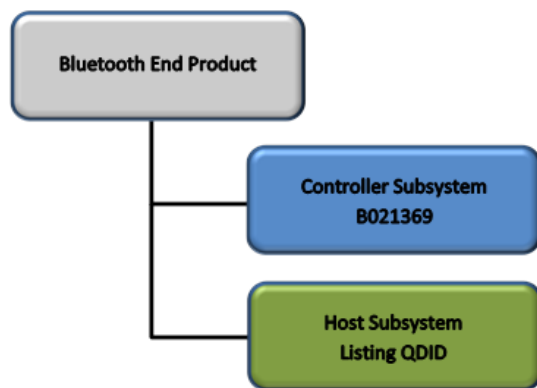 Bluetooth End Product
Controller Subsystem
B021369
Host Subsystem
Listing QDID